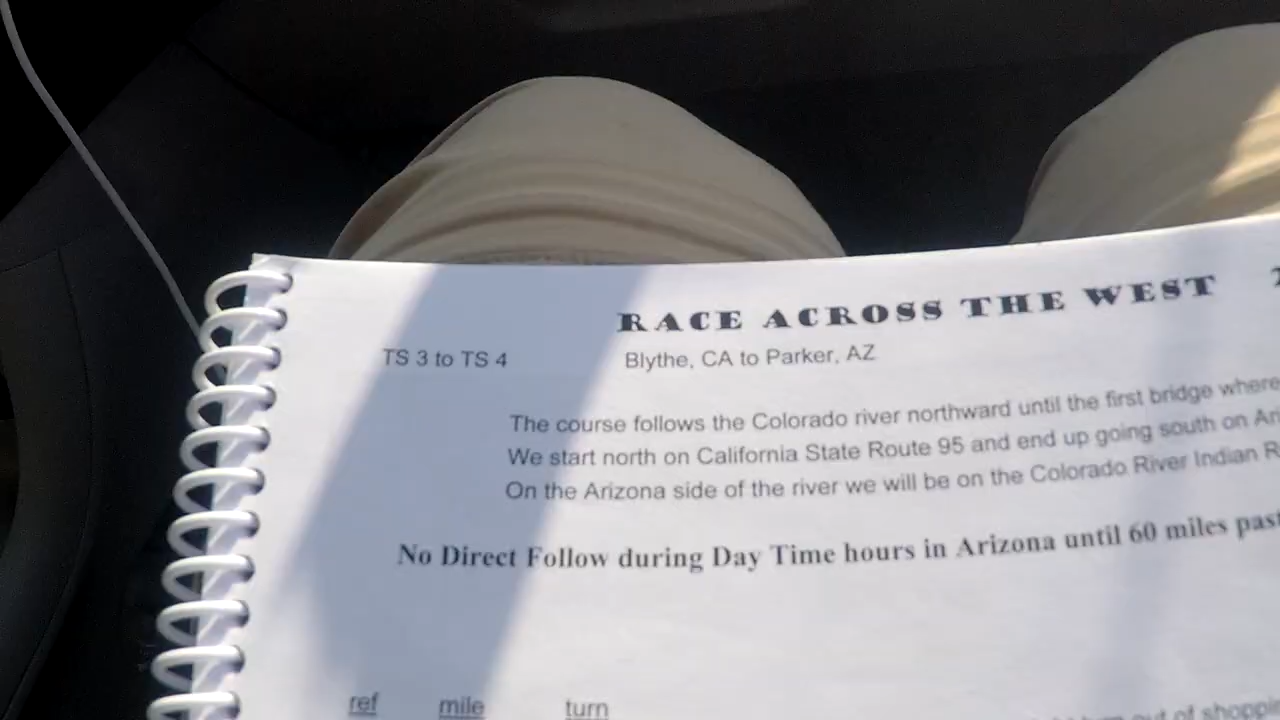 RACE ACROSS THE WEST
TS 3 to TS 4 Blythe, CA to Parker, AZ
The course follows the Colorado river northward until the first bridge where
We start north on California State Route 95 and end up going south on
On the Arizona side of the river we will be on the Colorado River Indian
No Direct Follow during Day Time hours in Arizona until 60 miles past
ref mile turn
out of